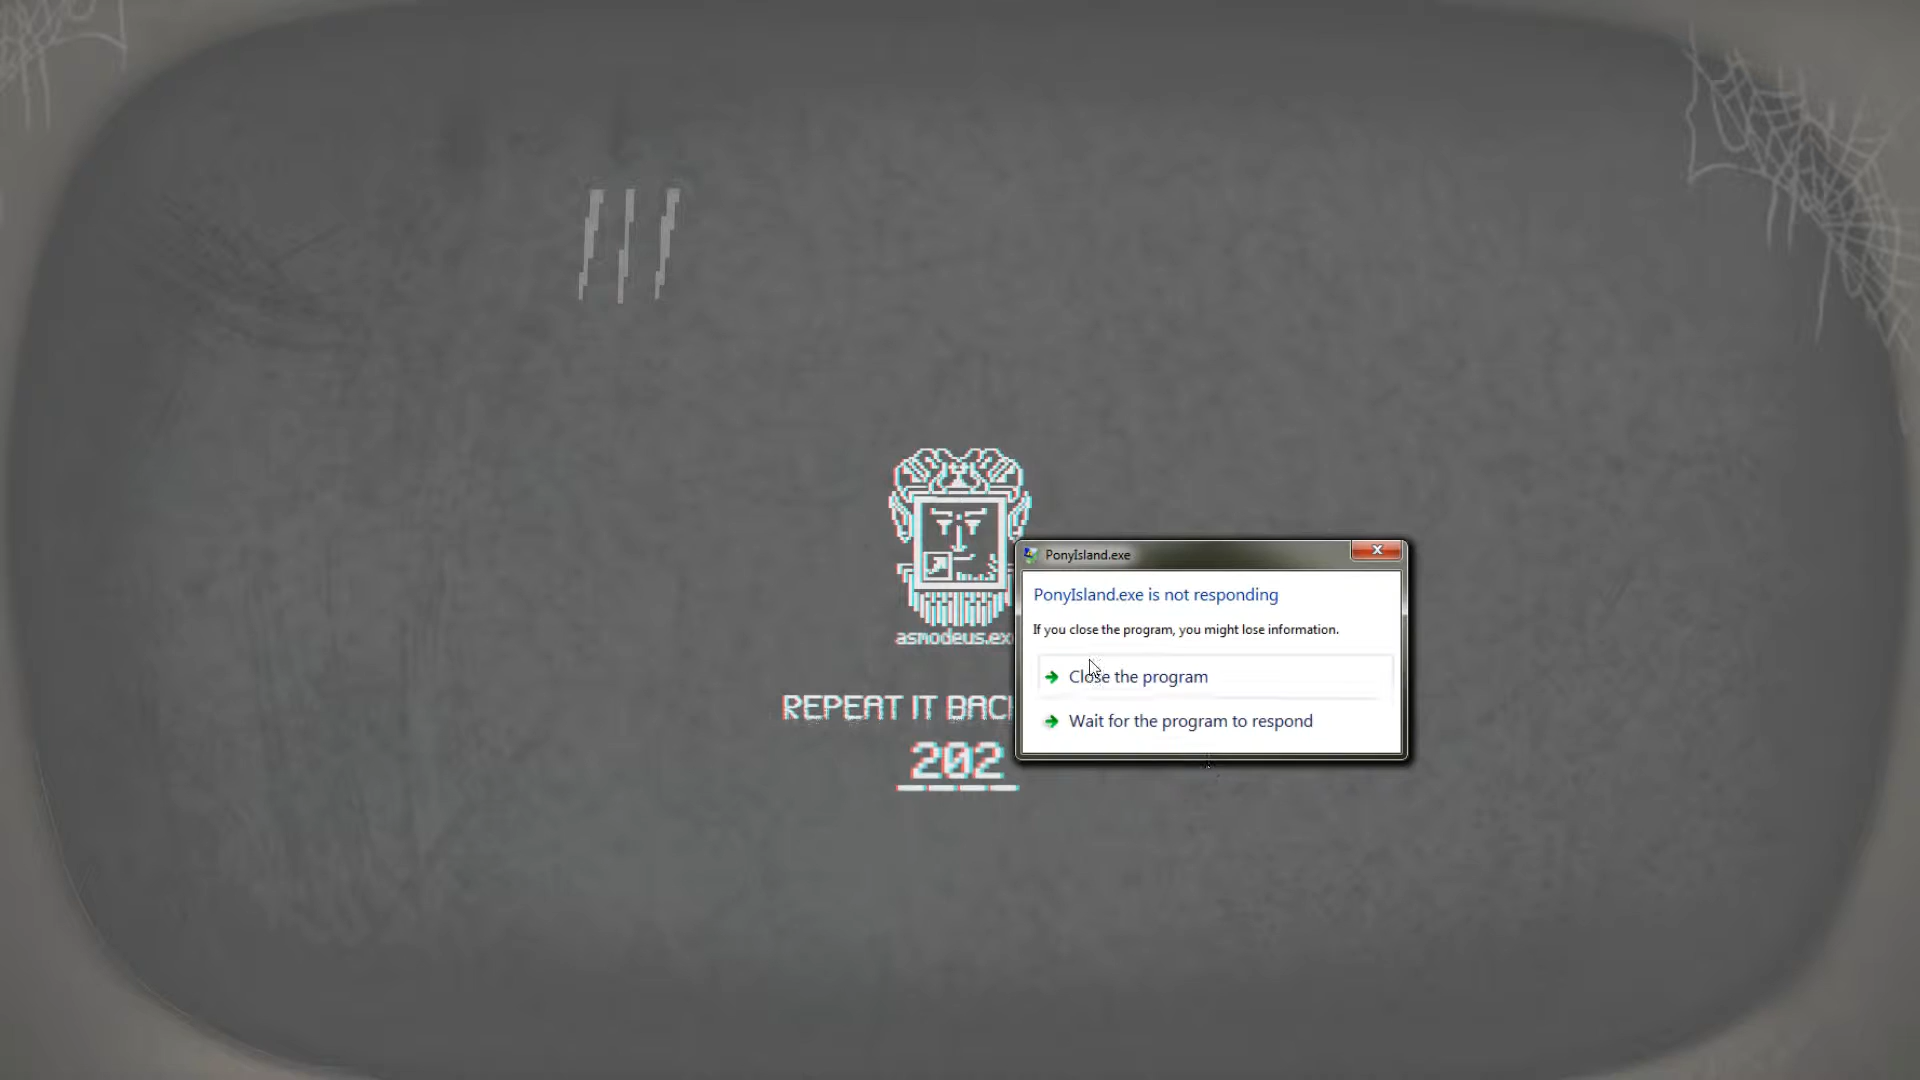 PonyIsland.exe
PonyIsland.exe is not responding
If you close the program, you might lose information.
Close the program
Wait for the program to respond
asmodeus.ex
REPEAT IT BAC
202